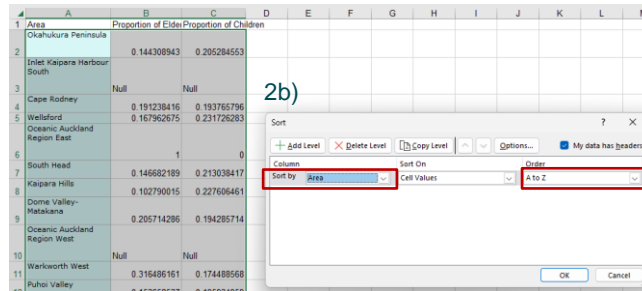 A B C D E F G H I J K L
1 Area Proportion of Elder Proportion of Children
Okahukura Peninsula
2 0.144308943 0.205284553
Inlet Kaipara Harbour
South
3 Null Null
2b)
Cape Rodney
4 0.191238416 0.193765796
5 Wellsford 0.167962675 0.231726283
Oceanic Auckland
Region East
6 1 0
South Head
7 0.146682189 0.213038417
Kaipara Hills
8 0.102790015 0.227606461
Dome Valley-
Matakana
9 0.205714286 0.194285714
Oceanic Auckland
Region West
10 Null Null
Warkworth West
11 0.316486161 0.174488568
Puhoi Valley
Sort ? X
Add Level Delete Level Copy Level Options... My data has headers
Column Sort On Order
Sort by Area Cell Values A to Z
OK Cancel